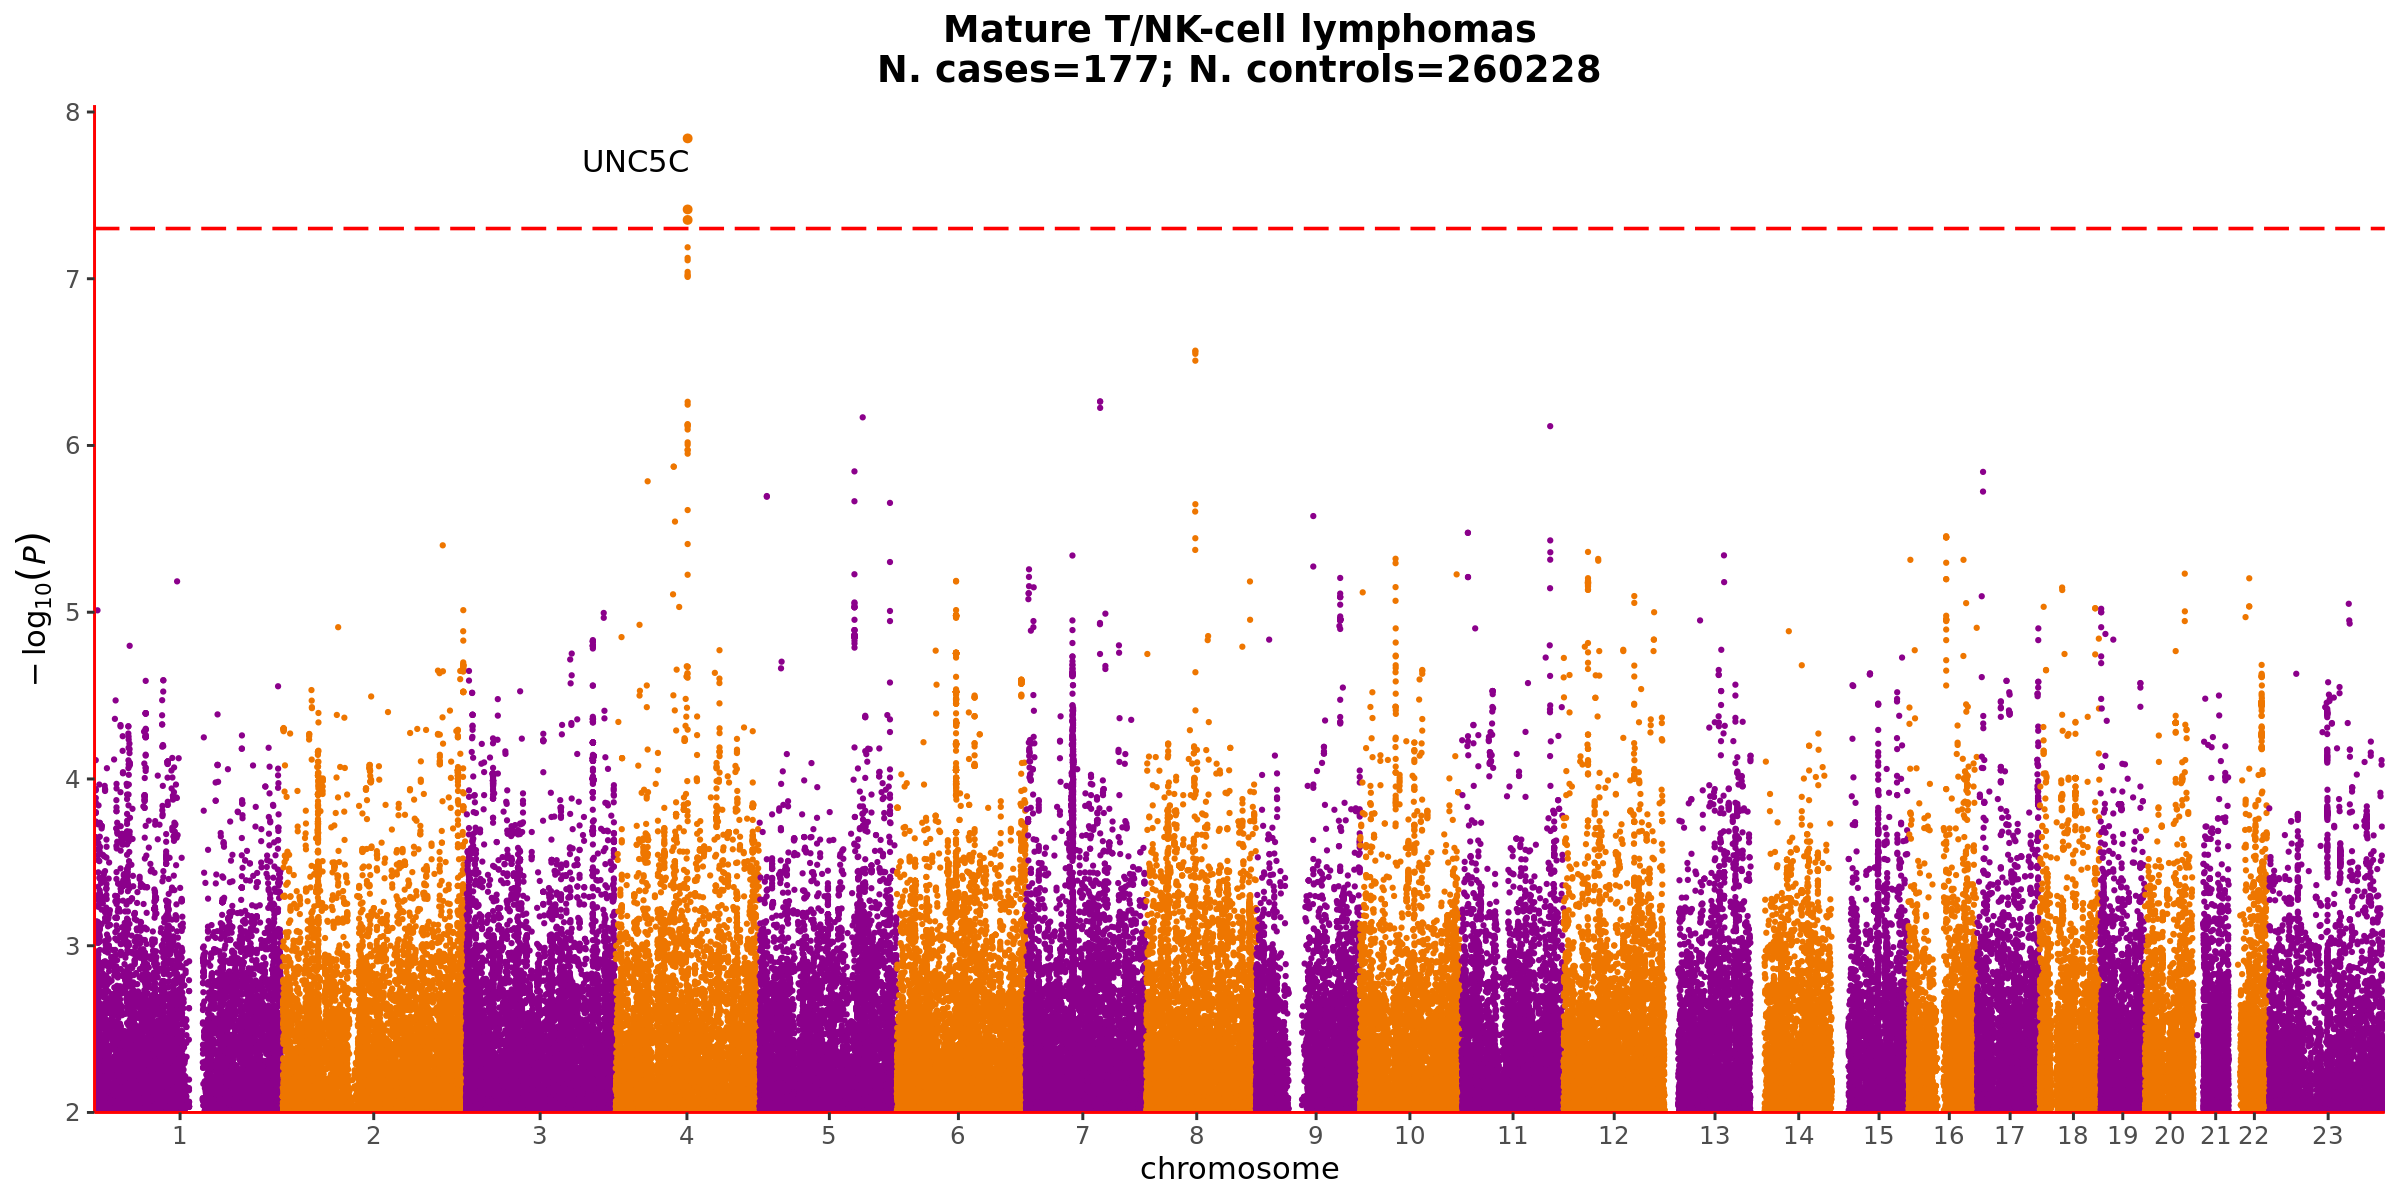 Mature T/NK-cell lymphomas
N. cases=177; N. controls=260228
8
UNC5C
7
6
5
4
3
2
−log10(P)
1 2 3 4 5 6 7 8 9 10 11 12 13 14 15 16 17 18 19 20 21 22 23
chromosome